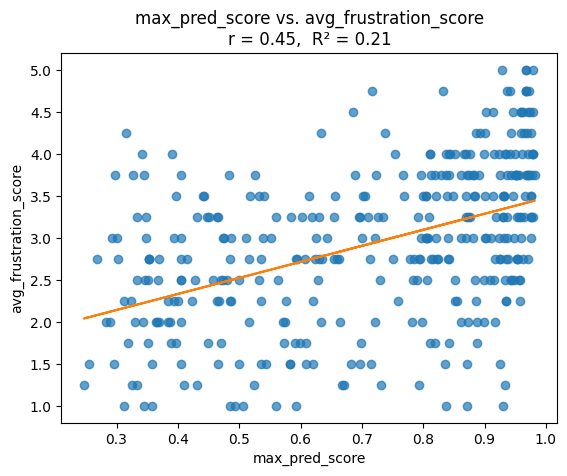 max_pred_score vs. avg_frustration_score
r = 0.45,  R² = 0.21
avg_frustration_score
5.0
4.5
4.0
3.5
3.0
2.5
2.0
1.5
1.0
0.3 0.4 0.5 0.6 0.7 0.8 0.9 1.0
max_pred_score